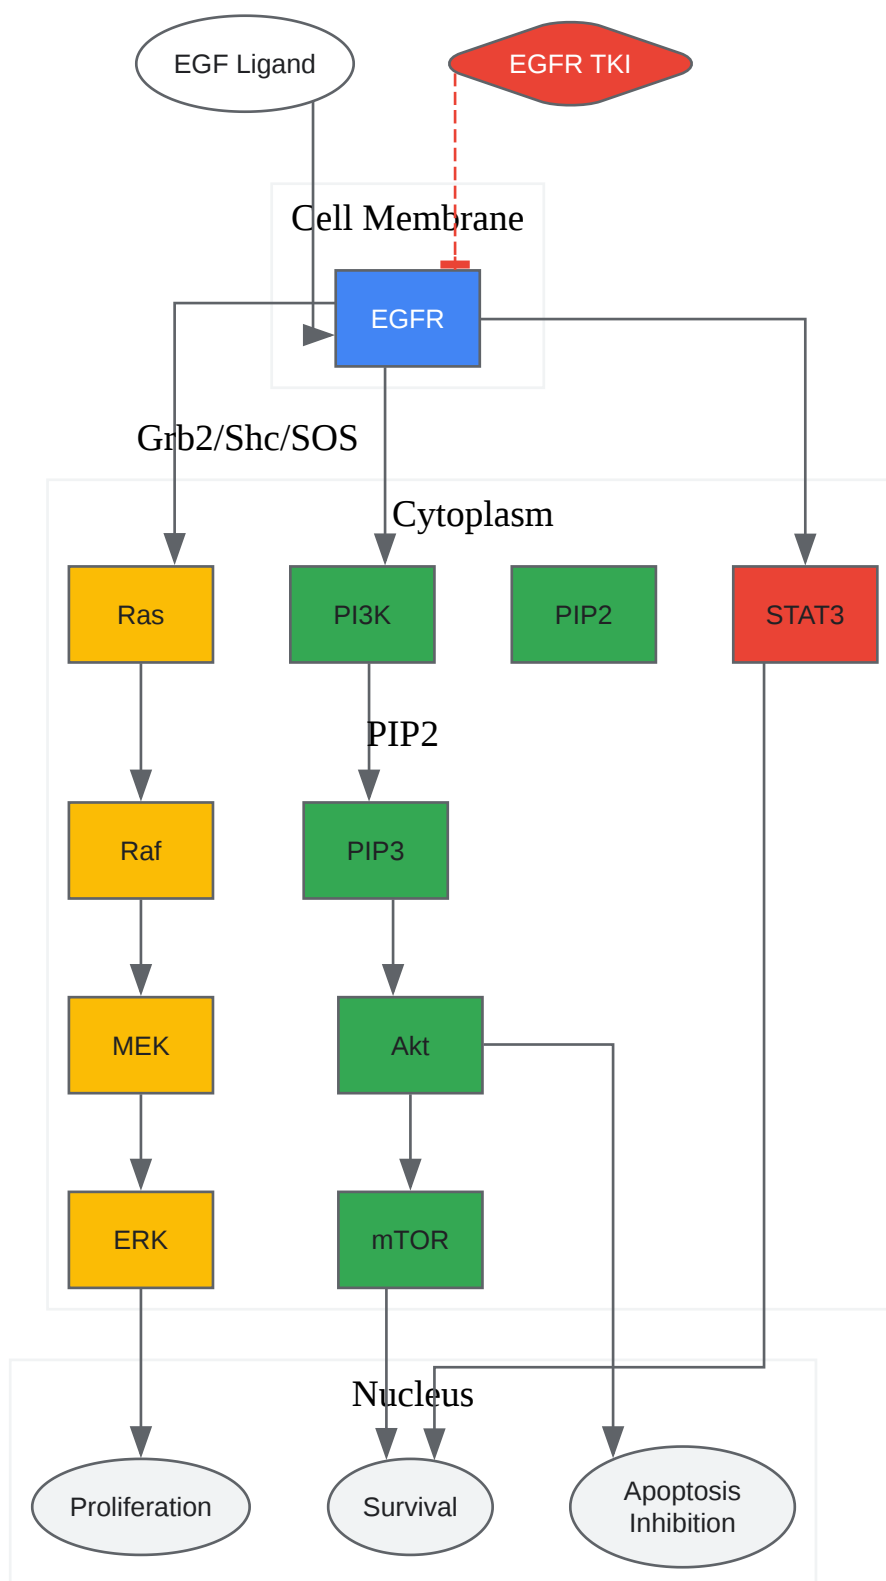 EGF Ligand
EGFR TKI
Cell Membrane
EGFR
Grb2/Shc/SOS
Cytoplasm
Ras
PI3K
PIP2
STAT3
PIP2
Raf
PIP3
MEK
Akt
ERK
mTOR
Nucleus
Proliferation
Survival
Apoptosis
Inhibition